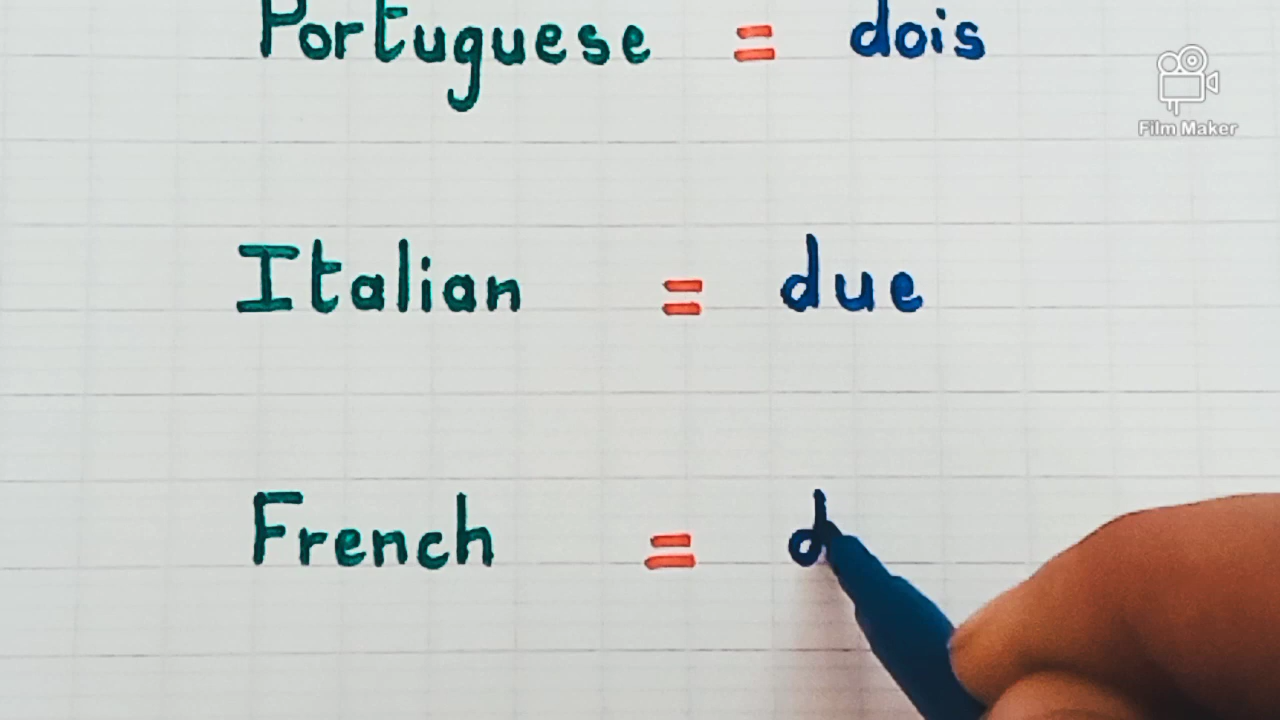 Portuguese = dois
Film Maker
Italian = due
French = d